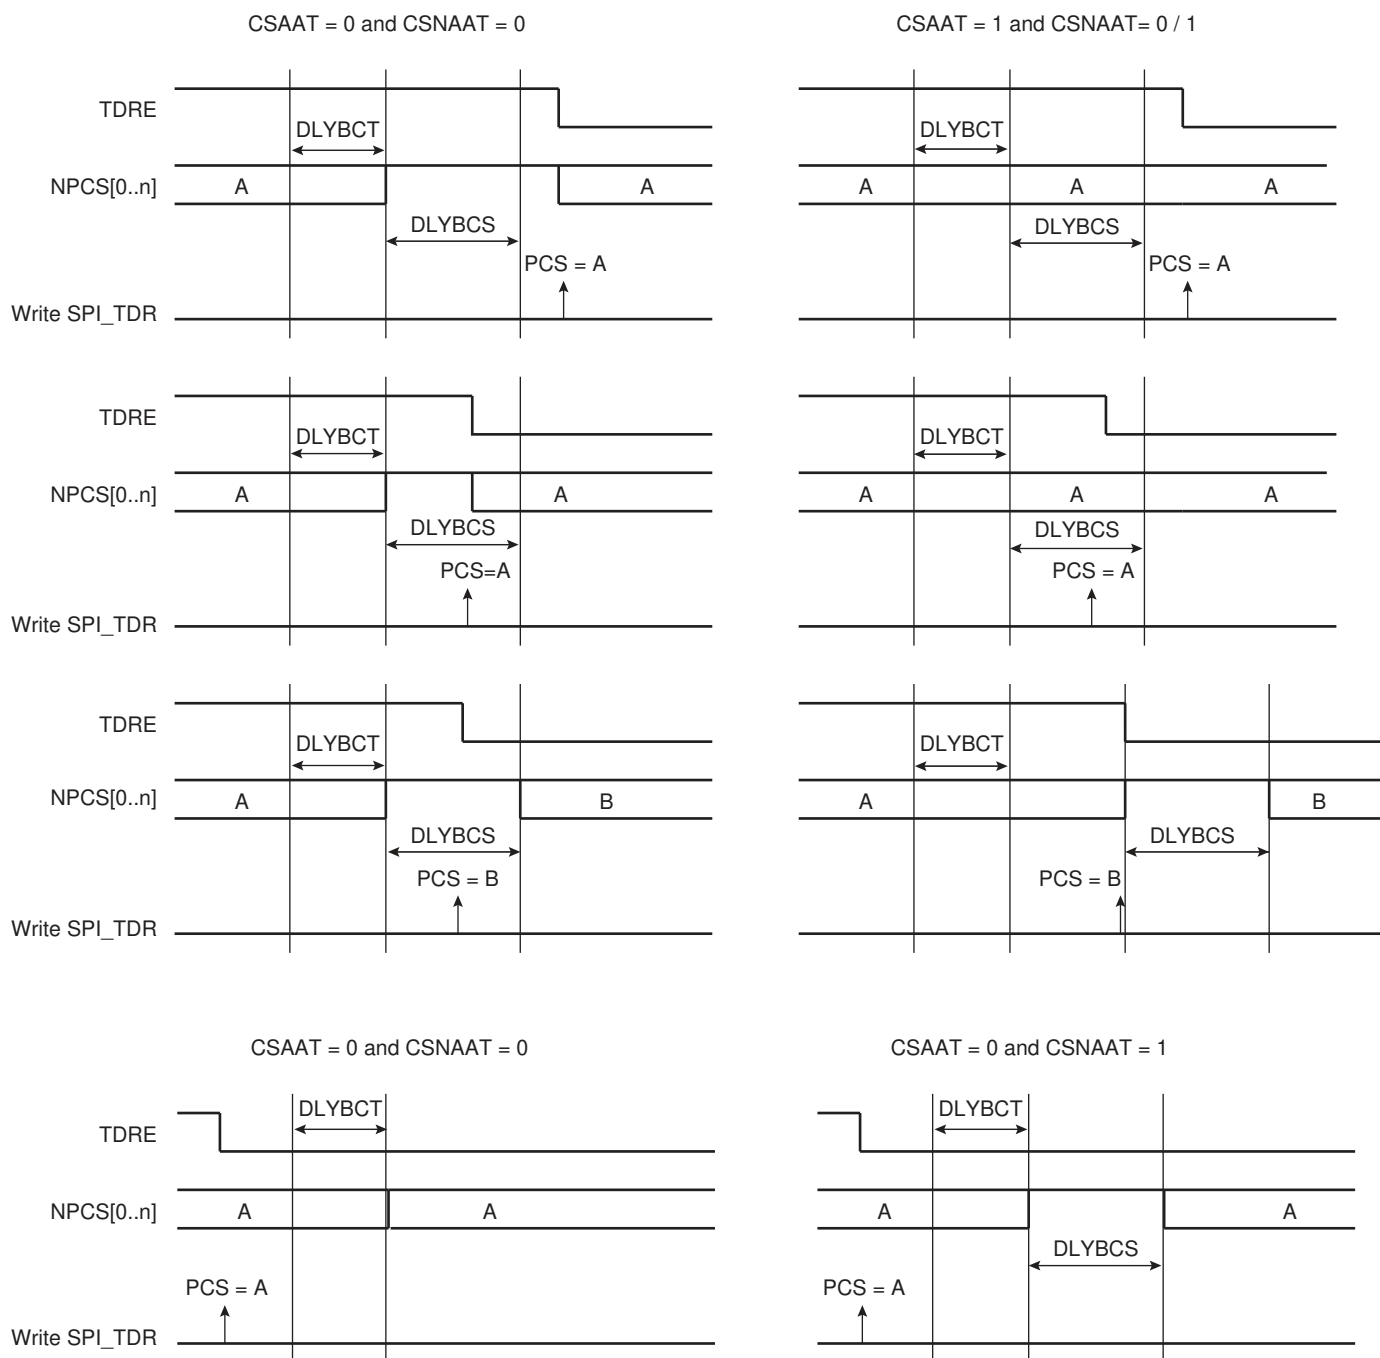 CSAAT = 0 and CSNAAT = 0
CSAAT = 1 and CSNAAT= 0 / 1
TDRE
DLYBCT
DLYBCT
NPCS[0..n]
A
A
A
A
A
DLYBCS
DLYBCS
PCS = A
PCS = A
Write SPI_TDR
TDRE
DLYBCT
DLYBCT
NPCS[0..n]
A
A
A
A
A
DLYBCS
DLYBCS
PCS=A
PCS = A
Write SPI_TDR
TDRE
DLYBCT
DLYBCT
NPCS[0..n]
A
B
A
B
DLYBCS
DLYBCS
PCS = B
PCS = B
Write SPI_TDR
CSAAT = 0 and CSNAAT = 0
CSAAT = 0 and CSNAAT = 1
DLYBCT
DLYBCT
TDRE
NPCS[0..n]
A
A
A
A
DLYBCS
PCS = A
PCS = A
Write SPI_TDR